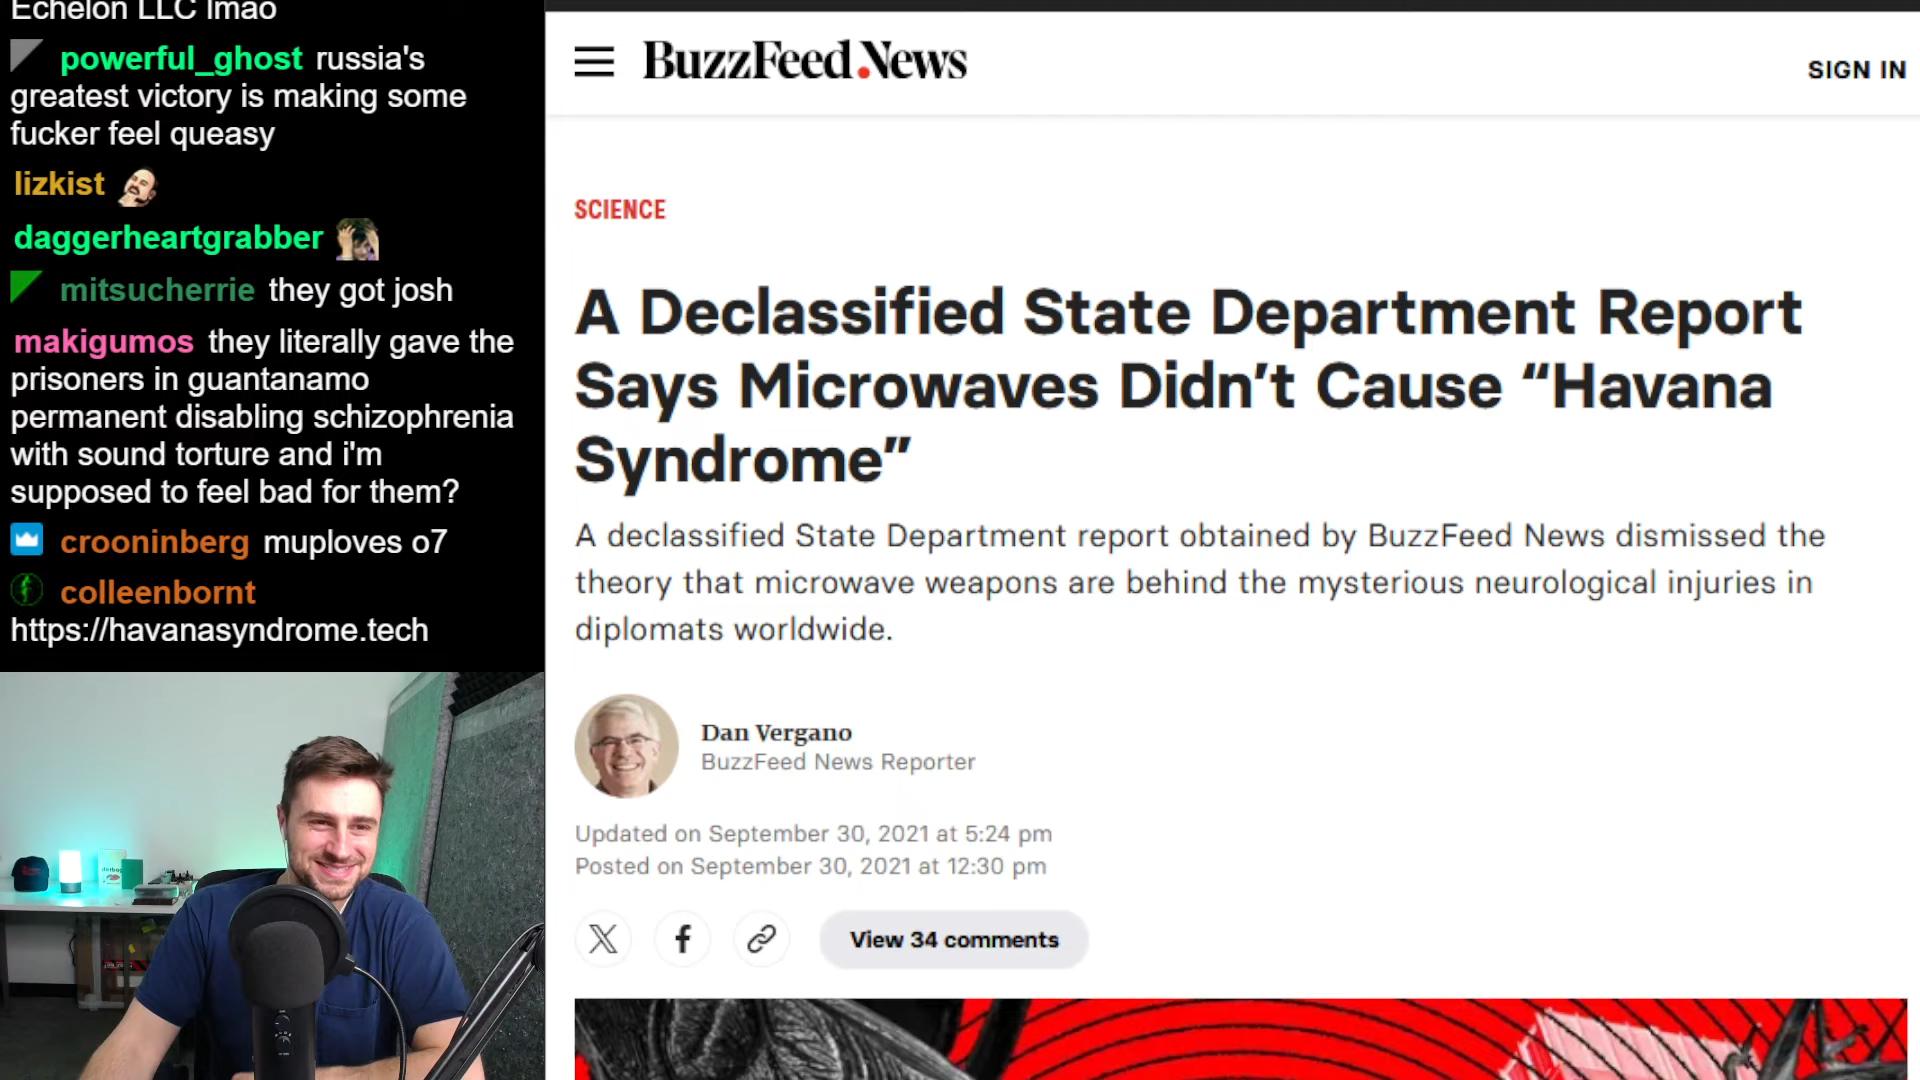 Echelon LLC lmao
powerful_ghost russia's
greatest victory is making some
fucker feel queasy
lizkist
daggerheartgrabber
mitsucherrie they got josh
makigumos they literally gave the
prisoners in guantanamo
permanent disabling schizophrenia
with sound torture and i'm
supposed to feel bad for them?
crooninberg muploves o7
colleenbornt
https://havanasyndrome.tech
BuzzFeed News
SIGN IN
SCIENCE
A Declassified State Department Report
Says Microwaves Didn’t Cause “Havana
Syndrome”
A declassified State Department report obtained by BuzzFeed News dismissed the
theory that microwave weapons are behind the mysterious neurological injuries in
diplomats worldwide.
Dan Vergano
BuzzFeed News Reporter
Updated on September 30, 2021 at 5:24 pm
Posted on September 30, 2021 at 12:30 pm
View 34 comments